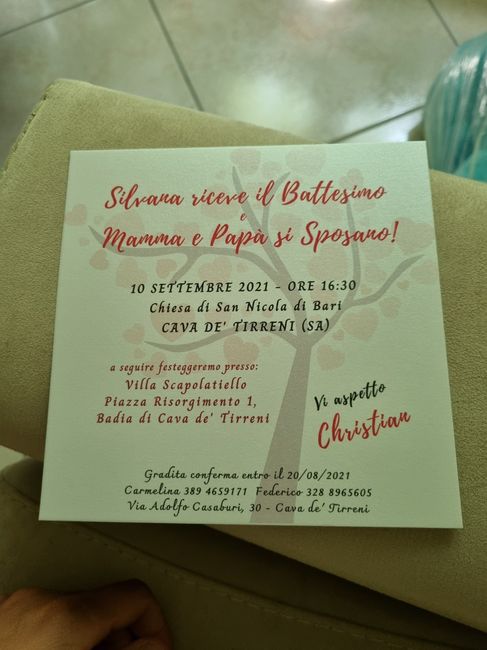 Silvana riceve il Battesimo
e
Mamma e Papà si Sposano!
10 SETTEMBRE 2021 - ORE 16:30
Chiesa di San Nicola di Bari
CAVA DE' TIRRENI (SA)
a seguire festeggeremo presso:
Villa Scapolatiello
Piazza Risorgimento 1,
Badia di Cava de' Tirreni
Vi aspetto
Christian
Gradita conferma entro il 20/08/2021
Carmelina 389 4659171 Federico 328 8965605
Via Adolfo Casaburi, 30 - Cava de' Tirreni